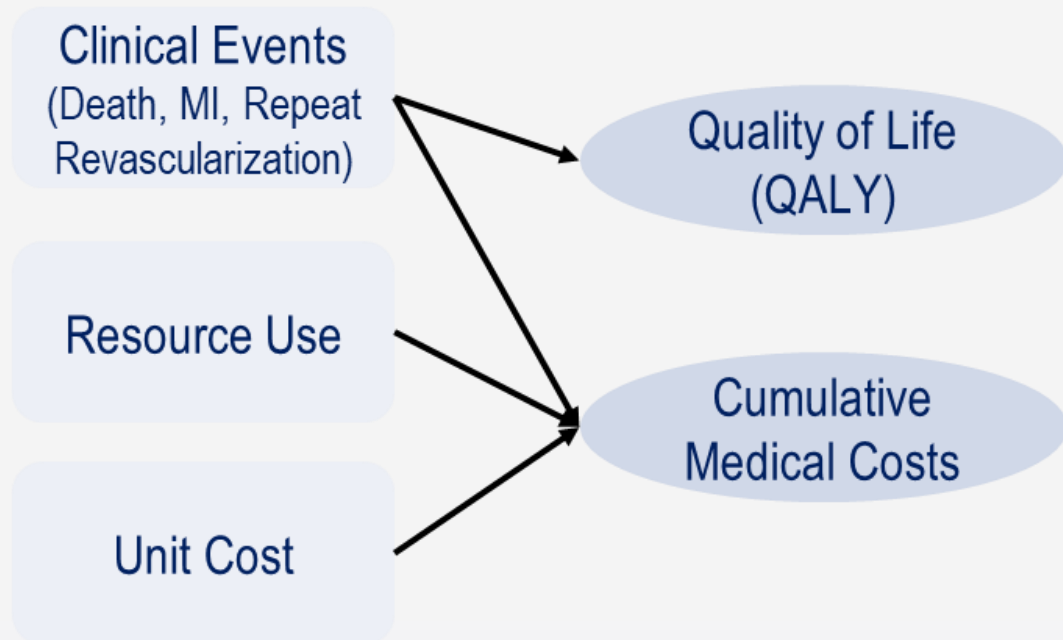 Clinical Events
(Death, MI, Repeat
Revascularization)
Resource Use
Unit Cost
Quality of Life
(QALY)
Cumulative
Medical Costs